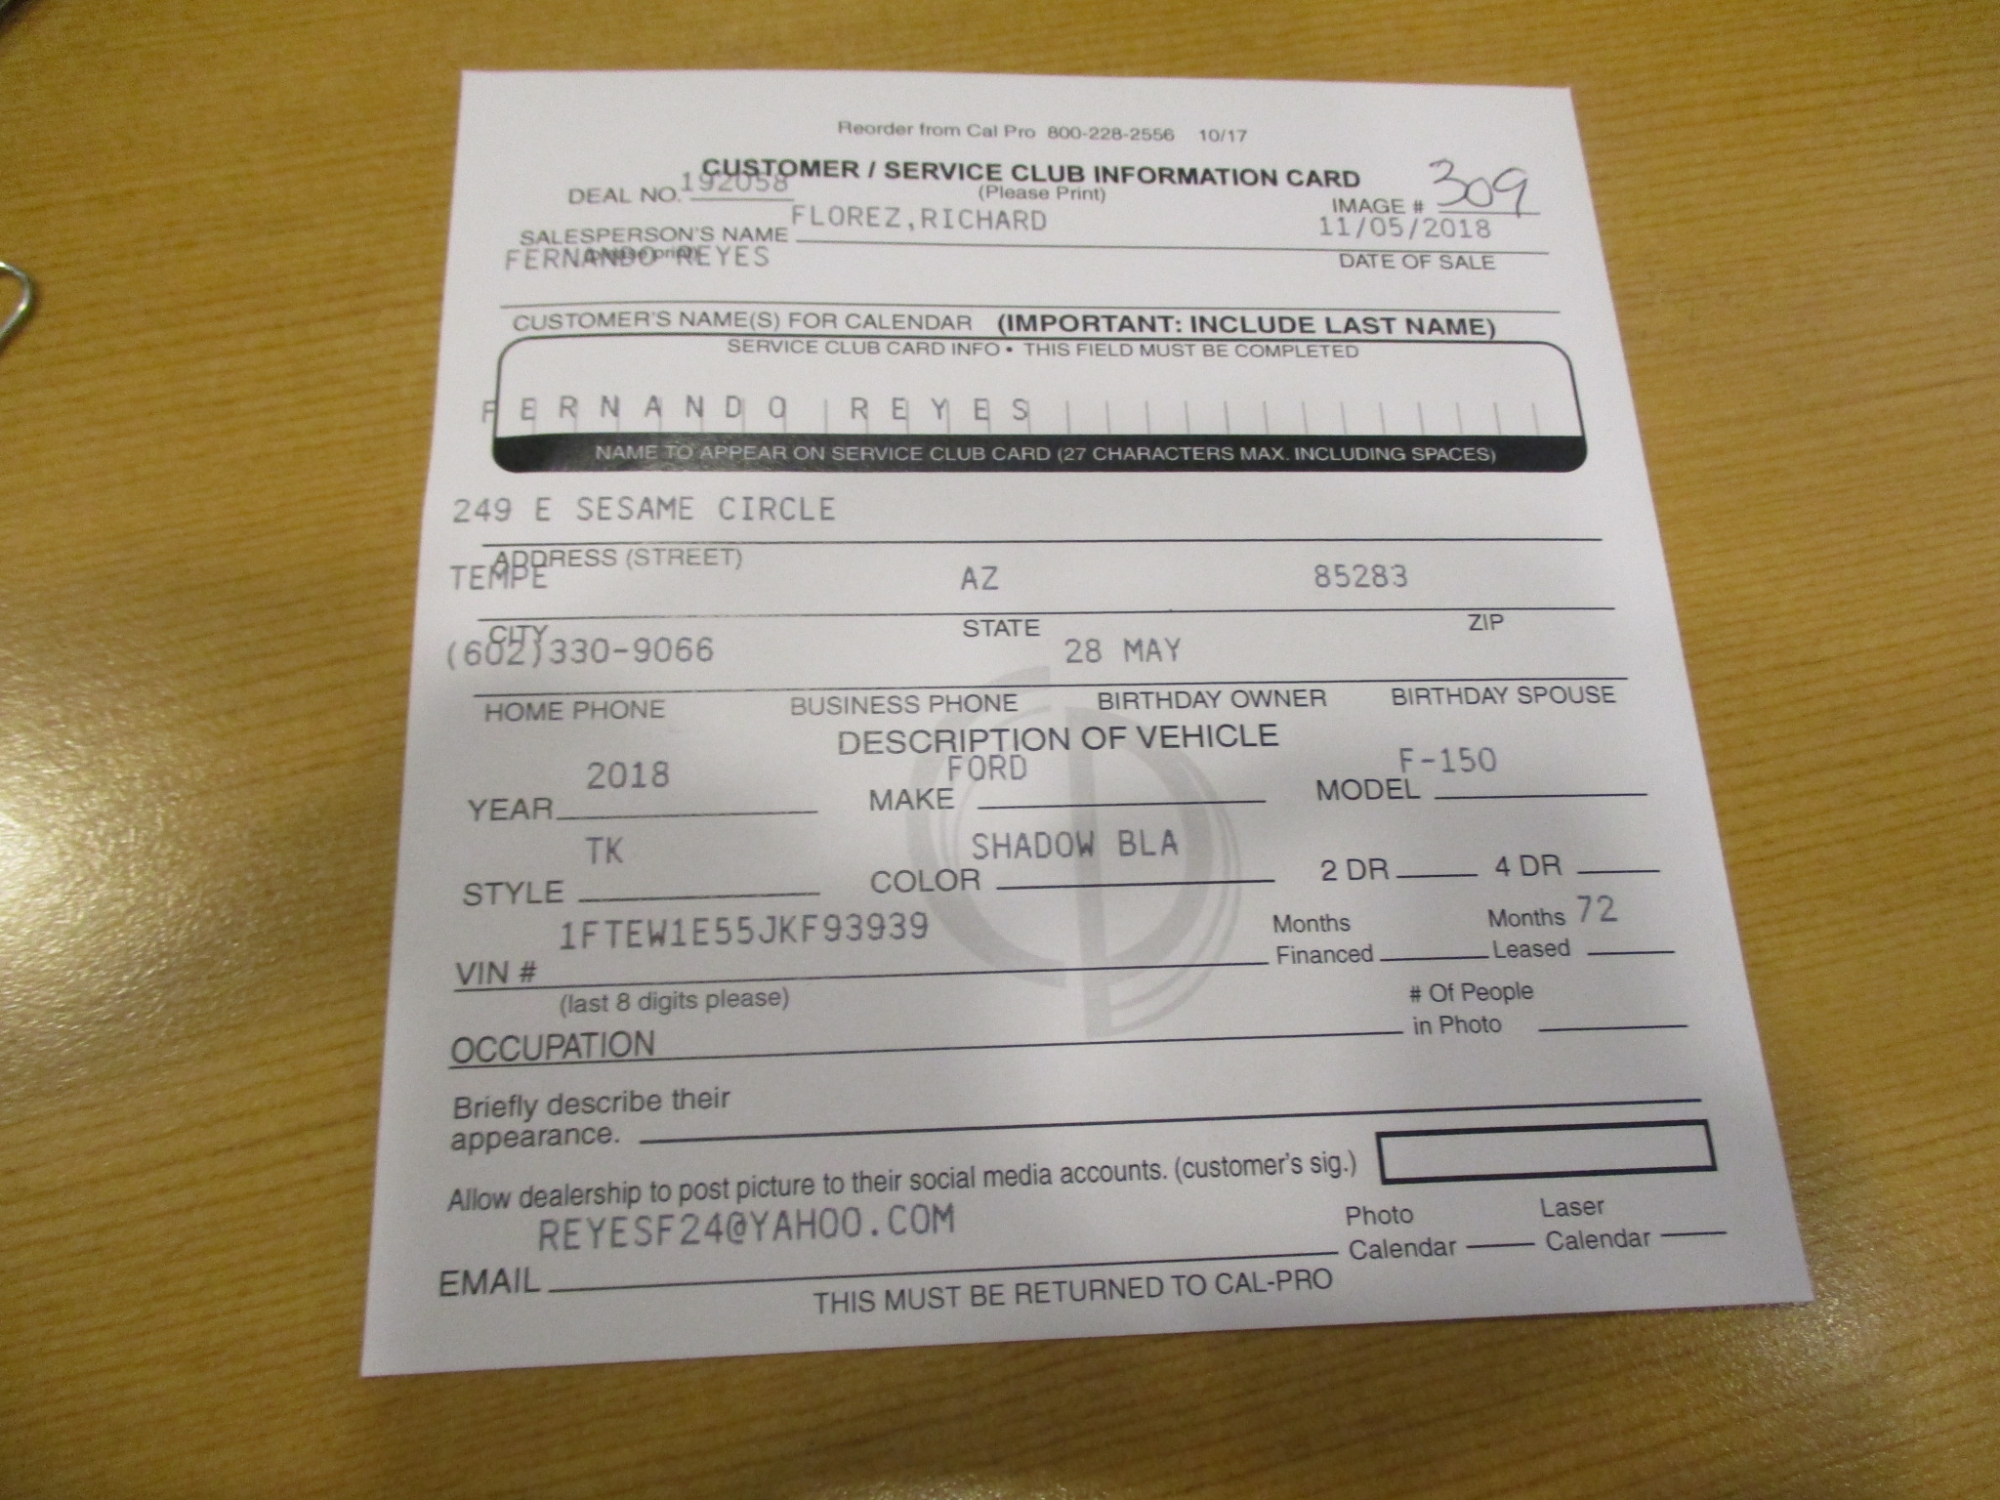 Reorder from Cal Pro 800-228-2556 10/17
CUSTOMER / SERVICE CLUB INFORMATION CARD
DEAL NO. 192058 (Please Print) IMAGE # 309
SALESPERSON'S NAME FLOREZ,RICHARD 11/05/2018
(please print) DATE OF SALE
FERNANDO REYES
CUSTOMER'S NAME(S) FOR CALENDAR (IMPORTANT: INCLUDE LAST NAME)
SERVICE CLUB CARD INFO • THIS FIELD MUST BE COMPLETED
FERNANDO REYES
NAME TO APPEAR ON SERVICE CLUB CARD (27 CHARACTERS MAX. INCLUDING SPACES)
249 E SESAME CIRCLE
ADDRESS (STREET)
TEMPE AZ 85283
CITY STATE ZIP
(602)330-9066 28 MAY
HOME PHONE BUSINESS PHONE BIRTHDAY OWNER BIRTHDAY SPOUSE
DESCRIPTION OF VEHICLE
2018 FORD F-150
YEAR MAKE MODEL
TK SHADOW BLA
STYLE COLOR 2 DR 4 DR
1FTEW1E55JKF93939 Months Months 72
VIN # Financed Leased
(last 8 digits please) # Of People
OCCUPATION in Photo
Briefly describe their
appearance.
Allow dealership to post picture to their social media accounts. (customer's sig.)
REYESF24@YAHOO.COM Photo Laser
EMAIL Calendar Calendar
THIS MUST BE RETURNED TO CAL-PRO